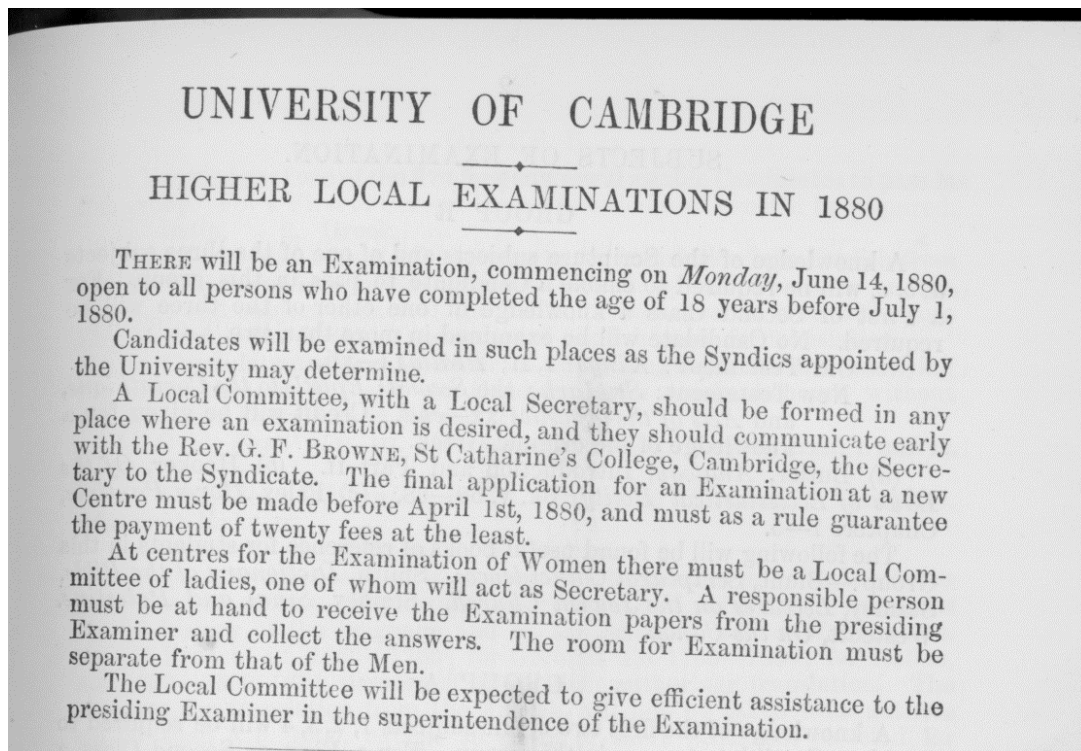 UNIVERSITY OF CAMBRIDGE
HIGHER LOCAL EXAMINATIONS IN 1880
THERE will be an Examination, commencing on Monday, June 14, 1880,
open to all persons who have completed the age of 18 years before July 1,
1880.
Candidates will be examined in such places as the Syndics appointed by
the University may determine.
A Local Committee, with a Local Secretary, should be formed in any
place where an examination is desired, and they should communicate early
with the Rev. G. F. BROWNE, St Catharine's College, Cambridge, the Secre-
tary to the Syndicate. The final application for an Examination at a new
Centre must be made before April 1st, 1880, and must as a rule guarantee
the payment of twenty fees at the least.
At centres for the Examination of Women there must be a Local Com-
mittee of ladies, one of whom will act as Secretary. A responsible person
must be at hand to receive the Examination papers from the presiding
Examiner and collect the answers. The room for Examination must be
separate from that of the Men.
The Local Committee will be expected to give efficient assistance to the
presiding Examiner in the superintendence of the Examination.